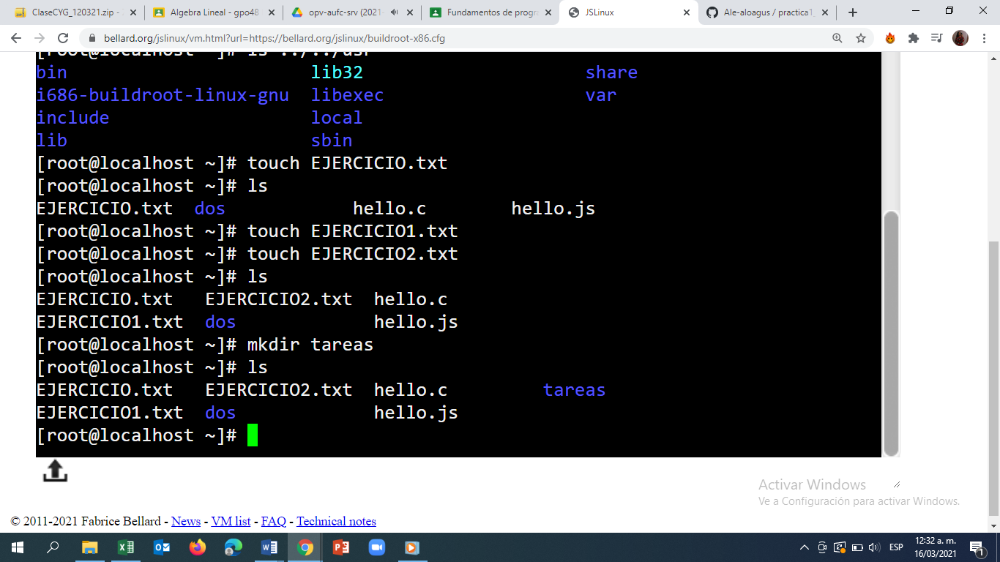 ClaseCYG_120321.zip -
Algebra Lineal - gpo48
opv-aufc-srv (2021-
Fundamentos de progra
JSLinux
Ale-aloagus / practica1_
bellard.org/jslinux/vm.html?url=https://bellard.org/jslinux/buildroot-x86.cfg
[root@localhost ~]# ls ../../usr
bin lib32 share
i686-buildroot-linux-gnu libexec var
include local
lib sbin
[root@localhost ~]# touch EJERCICIO.txt
[root@localhost ~]# ls
EJERCICIO.txt dos hello.c hello.js
[root@localhost ~]# touch EJERCICIO1.txt
[root@localhost ~]# touch EJERCICIO2.txt
[root@localhost ~]# ls
EJERCICIO.txt EJERCICIO2.txt hello.c
EJERCICIO1.txt dos hello.js
[root@localhost ~]# mkdir tareas
[root@localhost ~]# ls
EJERCICIO.txt EJERCICIO2.txt hello.c tareas
EJERCICIO1.txt dos hello.js
[root@localhost ~]#
Activar Windows
Ve a Configuración para activar Windows.
© 2011-2021 Fabrice Bellard - News - VM list - FAQ - Technical notes
ESP
12:32 a. m.
16/03/2021
1